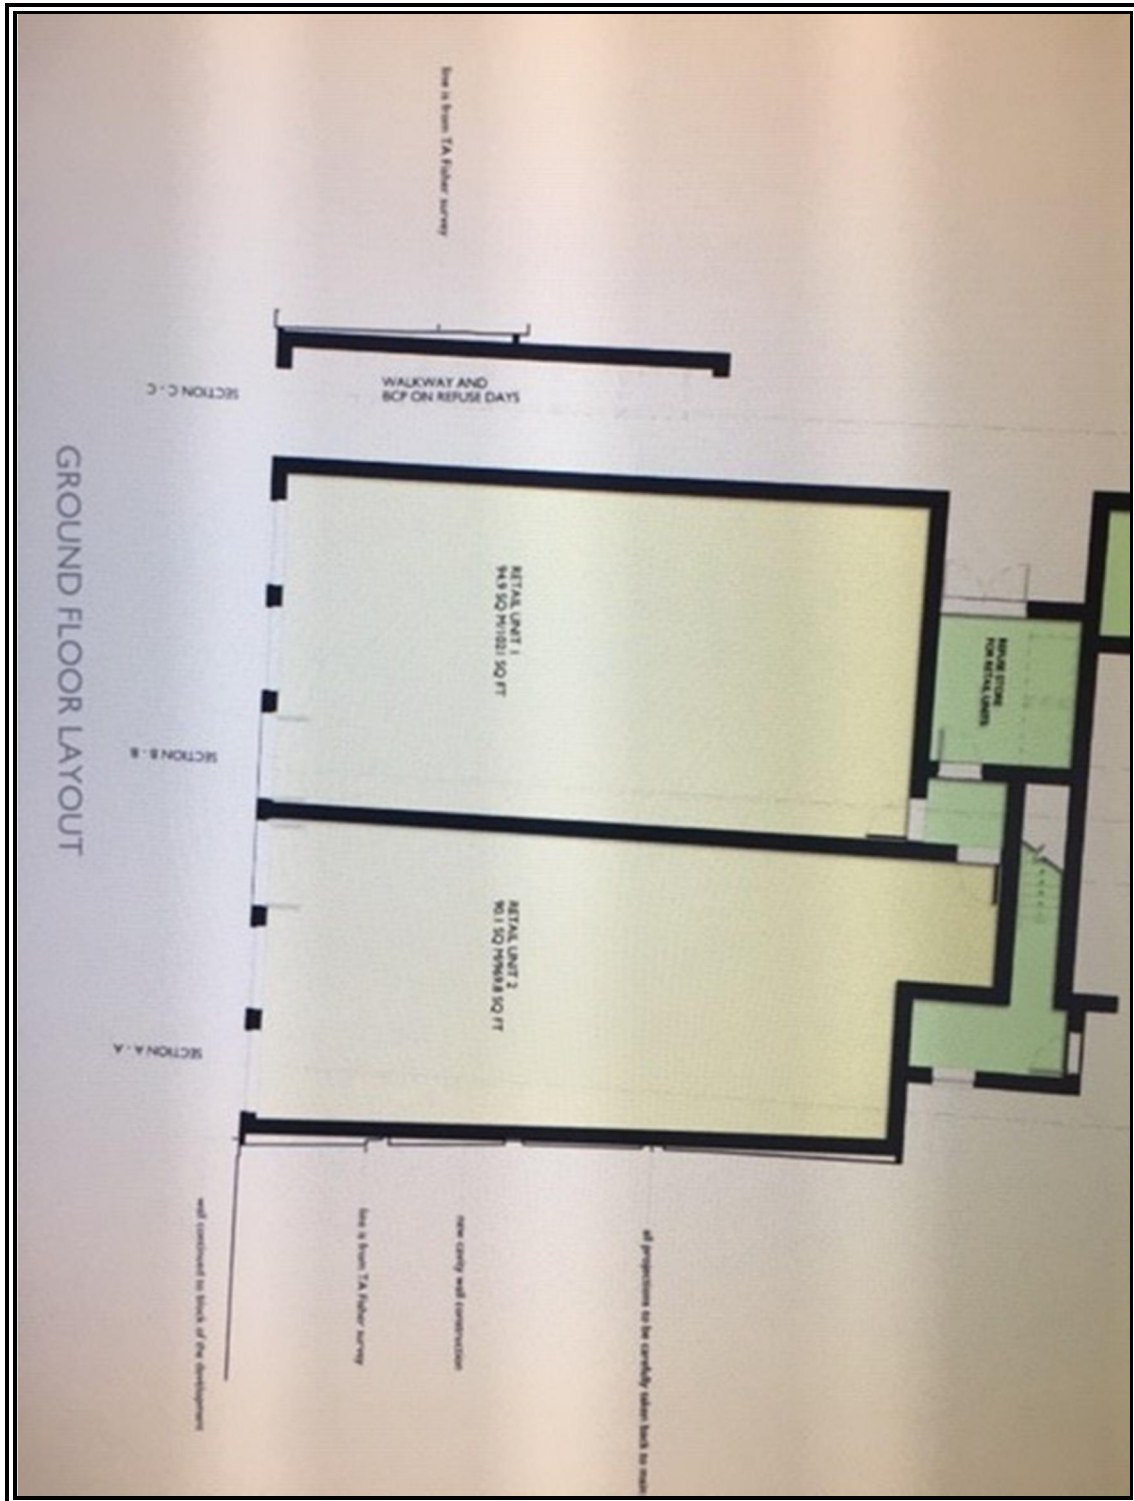 line is from TA Fisher survey
WALKWAY AND
BCP ON REFUSE DAYS
SECTION C - C
GROUND FLOOR LAYOUT
RETAIL UNIT 1
94.9 SQ M/1021 SQ FT
REFUSE STORE
FOR RETAIL UNITS
SECTION B - B
RETAIL UNIT 2
90.1 SQ M/969.8 SQ FT
SECTION A - A
wall continued to block of the development
line is from TA Fisher survey
new cavity wall construction
all projections to be carefully taken back to main